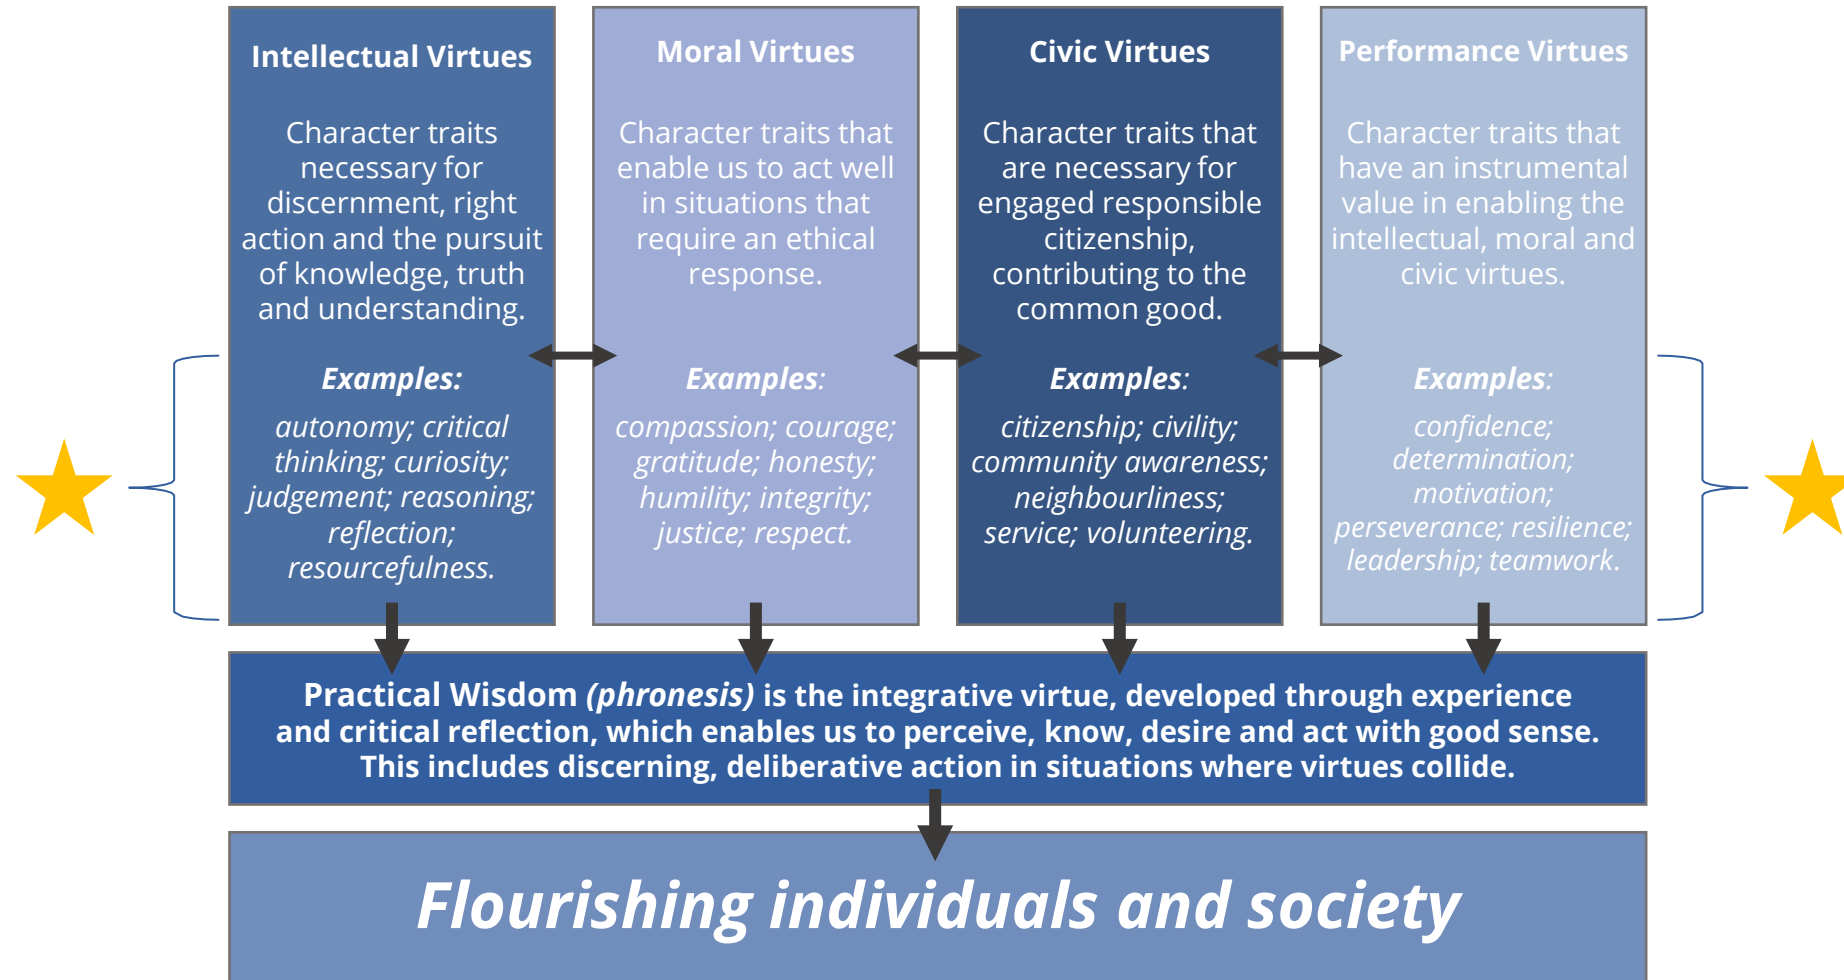 Intellectual Virtues
Character traits
necessary for
discernment, right
action and the pursuit
of knowledge, truth
and understanding.
Examples:
autonomy; critical
thinking; curiosity;
judgement; reasoning;
reflection;
resourcefulness.
Moral Virtues
Character traits that
enable us to act well
in situations that
require an ethical
response.
Examples:
compassion; courage;
gratitude; honesty;
humility; integrity;
justice; respect.
Civic Virtues
Character traits that
are necessary for
engaged responsible
citizenship,
contributing to the
common good.
Examples:
citizenship; civility;
community awareness;
neighbourliness;
service; volunteering.
Performance Virtues
Character traits that
have an instrumental
value in enabling the
intellectual, moral and
civic virtues.
Examples:
confidence;
determination;
motivation;
perseverance; resilience;
leadership; teamwork.
Practical Wisdom (phronesis) is the integrative virtue, developed through experience
and critical reflection, which enables us to perceive, know, desire and act with good sense.
This includes discerning, deliberative action in situations where virtues collide.
Flourishing individuals and society